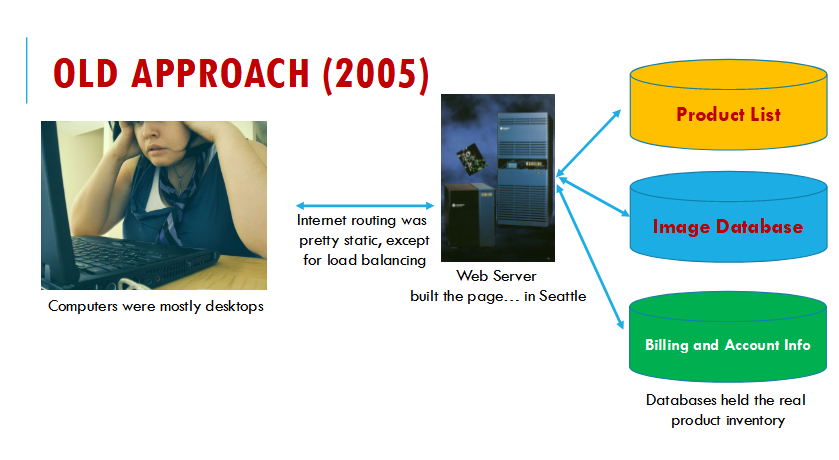 OLD APPROACH (2005)
Product List
Internet routing was
pretty static, except
for load balancing
Image Database
Web Server
built the page... in Seattle
Computers were mostly desktops
Billing and Account Info
Databases held the real
product inventory